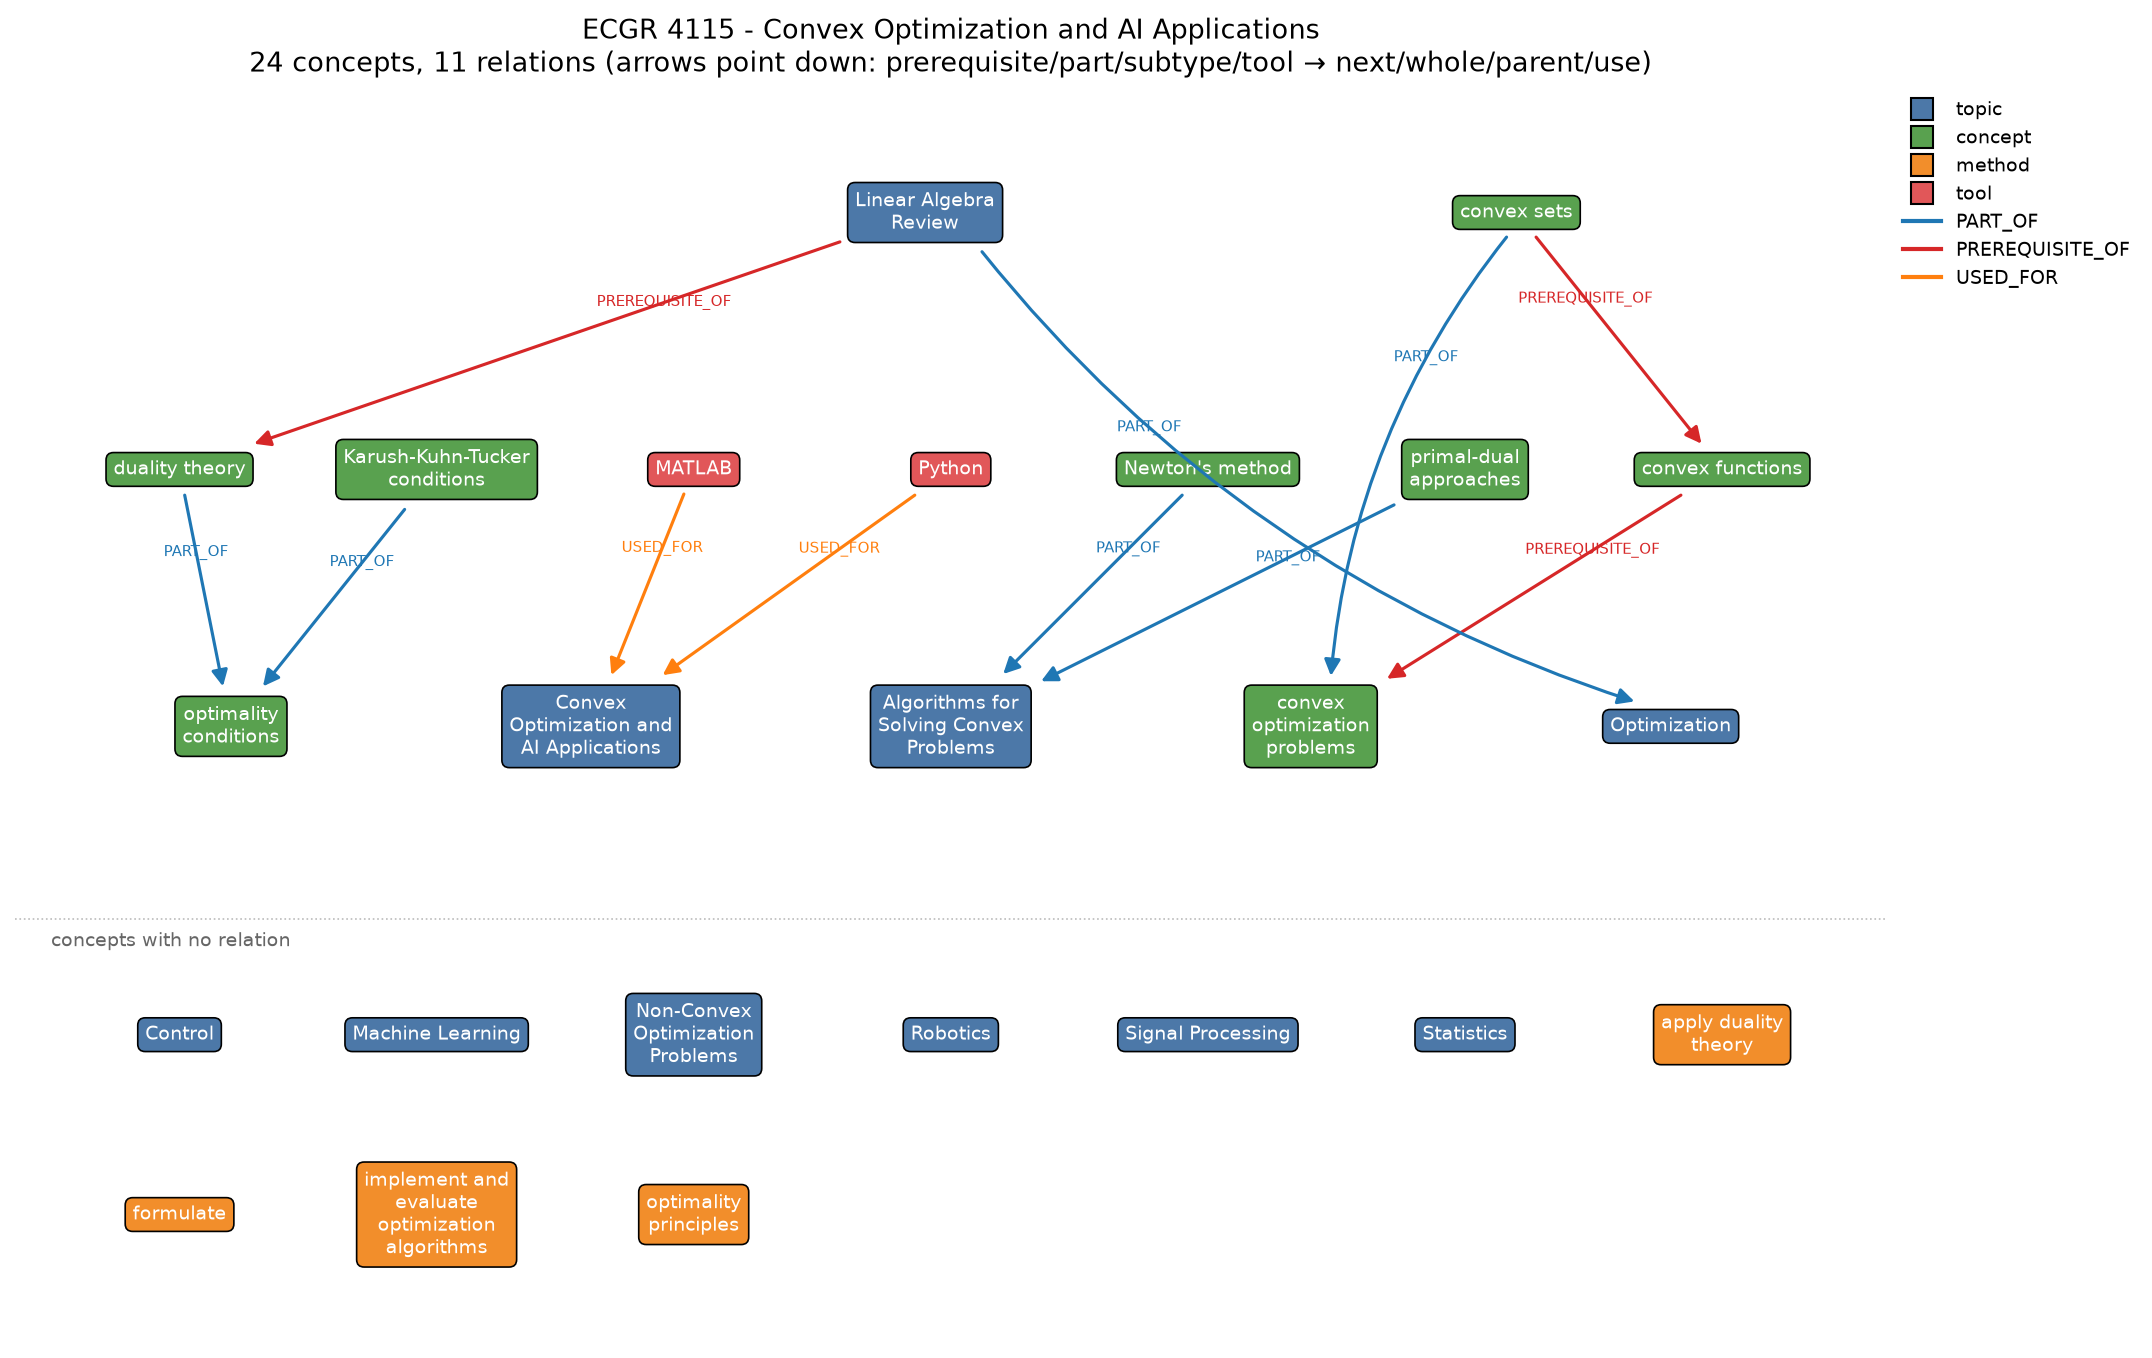 ECGR 4115 - Convex Optimization and AI Applications
24 concepts, 11 relations (arrows point down: prerequisite/part/subtype/tool → next/whole/parent/use)
topic
concept
method
tool
PART_OF
PREREQUISITE_OF
USED_FOR
Linear Algebra
Review
convex sets
PREREQUISITE_OF
PREREQUISITE_OF
PART_OF
PART_OF
duality theory
Karush-Kuhn-Tucker
conditions
MATLAB
Python
Newton's method
primal-dual
approaches
convex functions
PART_OF
PART_OF
USED_FOR
USED_FOR
PART_OF
PART_OF
PREREQUISITE_OF
optimality
conditions
Convex
Optimization and
AI Applications
Algorithms for
Solving Convex
Problems
convex
optimization
problems
Optimization
concepts with no relation
Control
Machine Learning
Non-Convex
Optimization
Problems
Robotics
Signal Processing
Statistics
apply duality
theory
formulate
implement and
evaluate
optimization
algorithms
optimality
principles